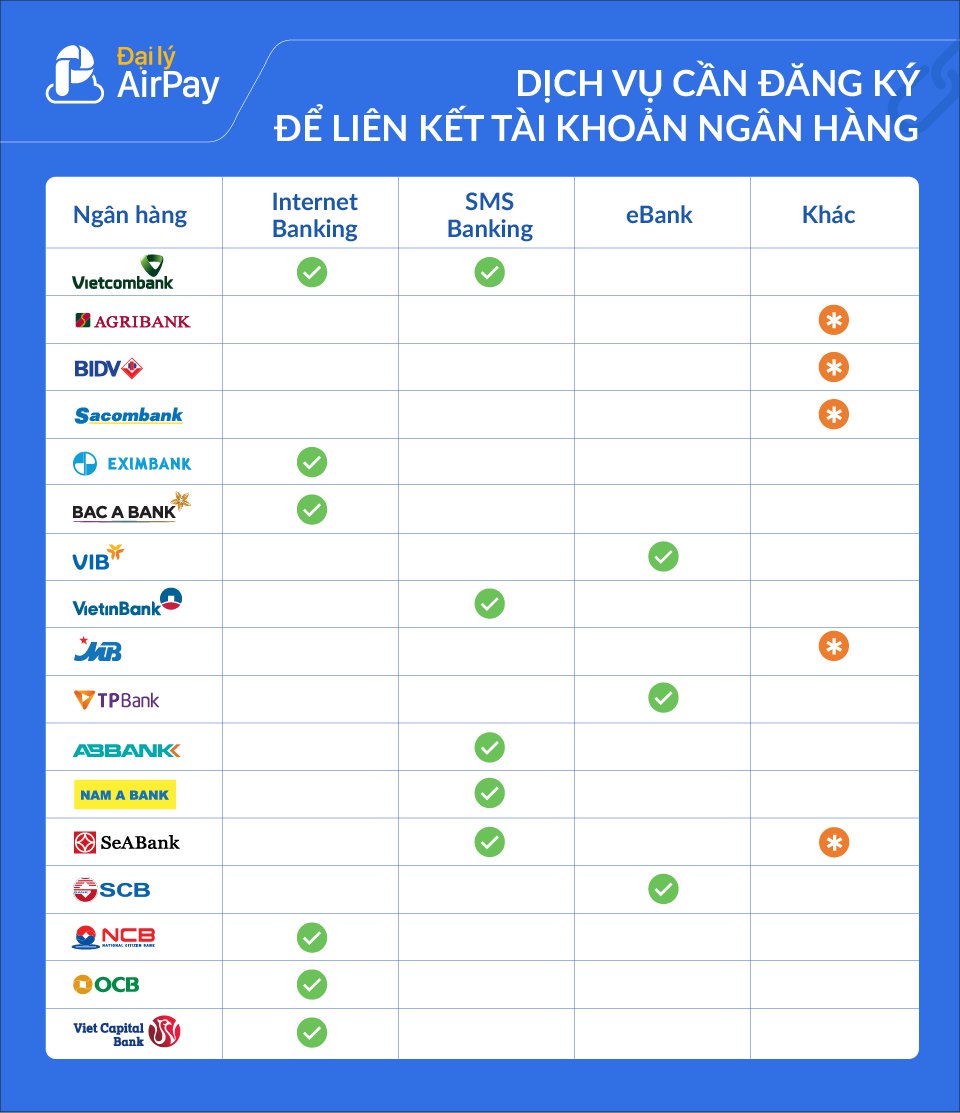 Đại lý
AirPay
DỊCH VỤ CẦN ĐĂNG KÝ
ĐỂ LIÊN KẾT TÀI KHOẢN NGÂN HÀNG
Ngân hàng
Internet
Banking
SMS
Banking
eBank
Khác
Vietcombank
AGRIBANK
BIDV
Sacombank
EXIMBANK
BAC A BANK
VIB
VietinBank
MB
TPBank
ABBANK
NAM A BANK
SeABank
SCB
NCB
NATIONAL CITIZEN BANK
OCB
Viet Capital
Bank